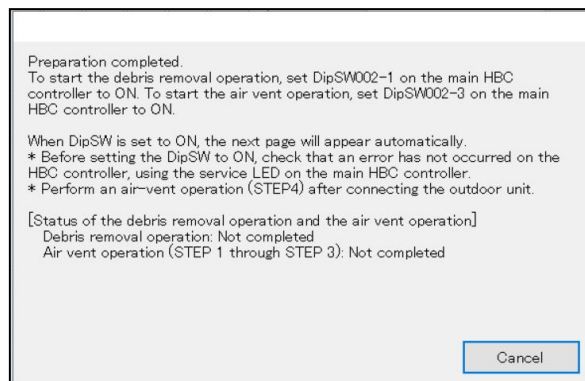 Preparation completed.
To start the debris removal operation, set DipSW002-1 on the main HBC
controller to ON. To start the air vent operation, set DipSW002-3 on the main
HBC controller to ON.
When DipSW is set to ON, the next page will appear automatically.
* Before setting the DipSW to ON, check that an error has not occurred on the
HBC controller, using the service LED on the main HBC controller.
* Perform an air-vent operation (STEP4) after connecting the outdoor unit.
[Status of the debris removal operation and the air vent operation]
Debris removal operation: Not completed
Air vent operation (STEP 1 through STEP 3): Not completed
Cancel